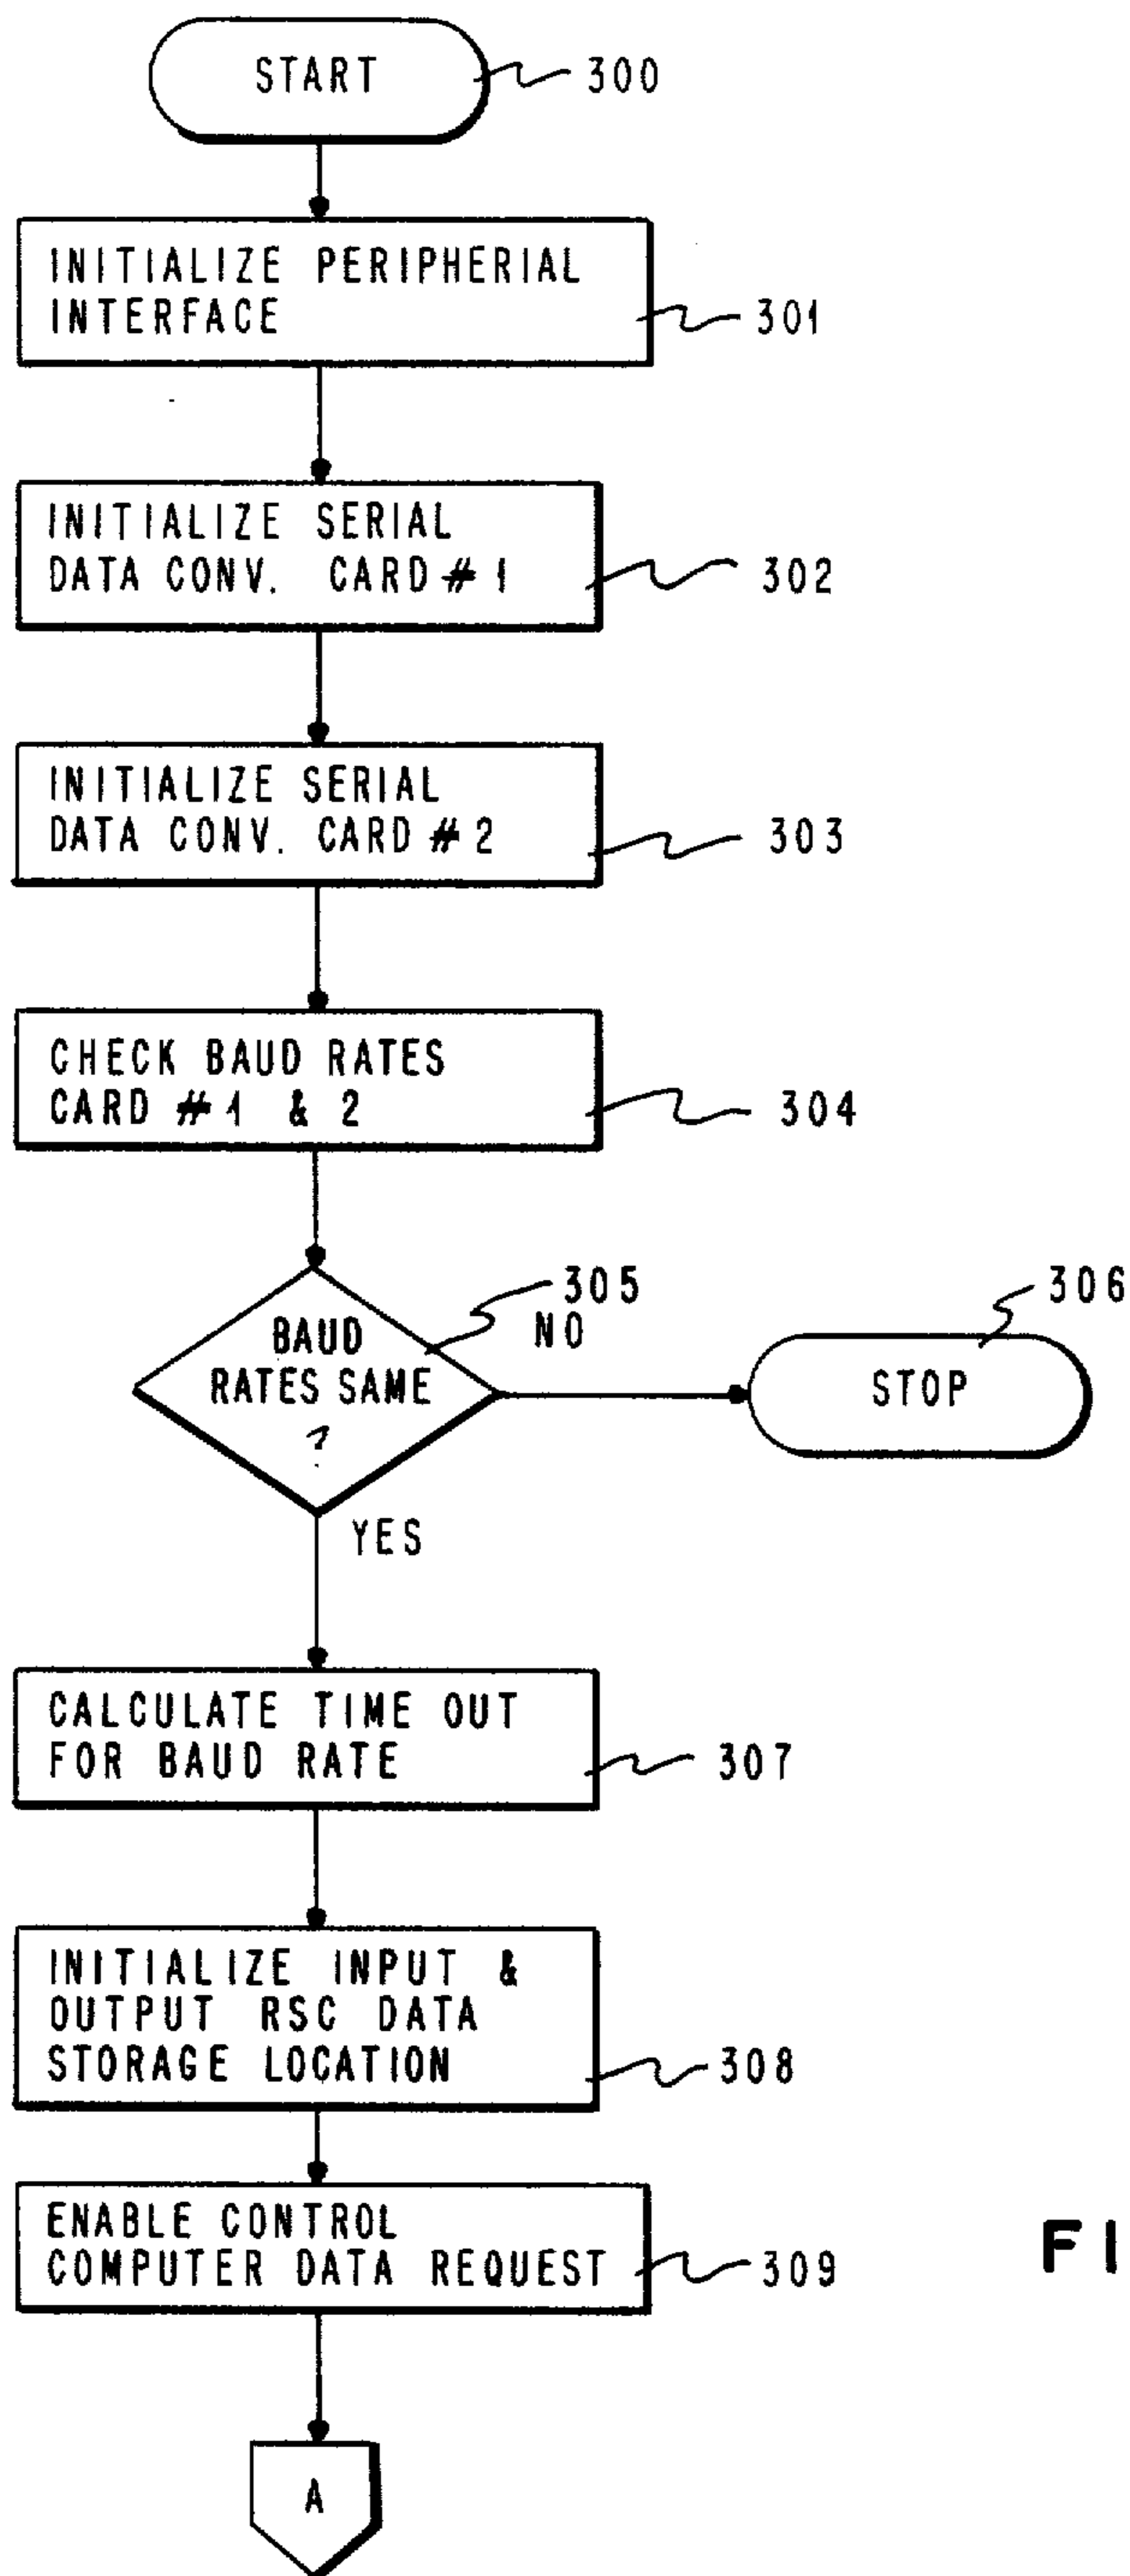 START
300
INITIALIZE PERIPHERIAL
INTERFACE
301
INITIALIZE SERIAL
DATA CONV. CARD # 1
302
INITIALIZE SERIAL
DATA CONV. CARD # 2
303
CHECK BAUD RATES
CARD # 1 & 2
304
305
BAUD
RATES SAME
?
NO
306
STOP
YES
CALCULATE TIME OUT
FOR BAUD RATE
307
INITIALIZE INPUT &
OUTPUT RSC DATA
STORAGE LOCATION
308
ENABLE CONTROL
COMPUTER DATA REQUEST
309
FI
A